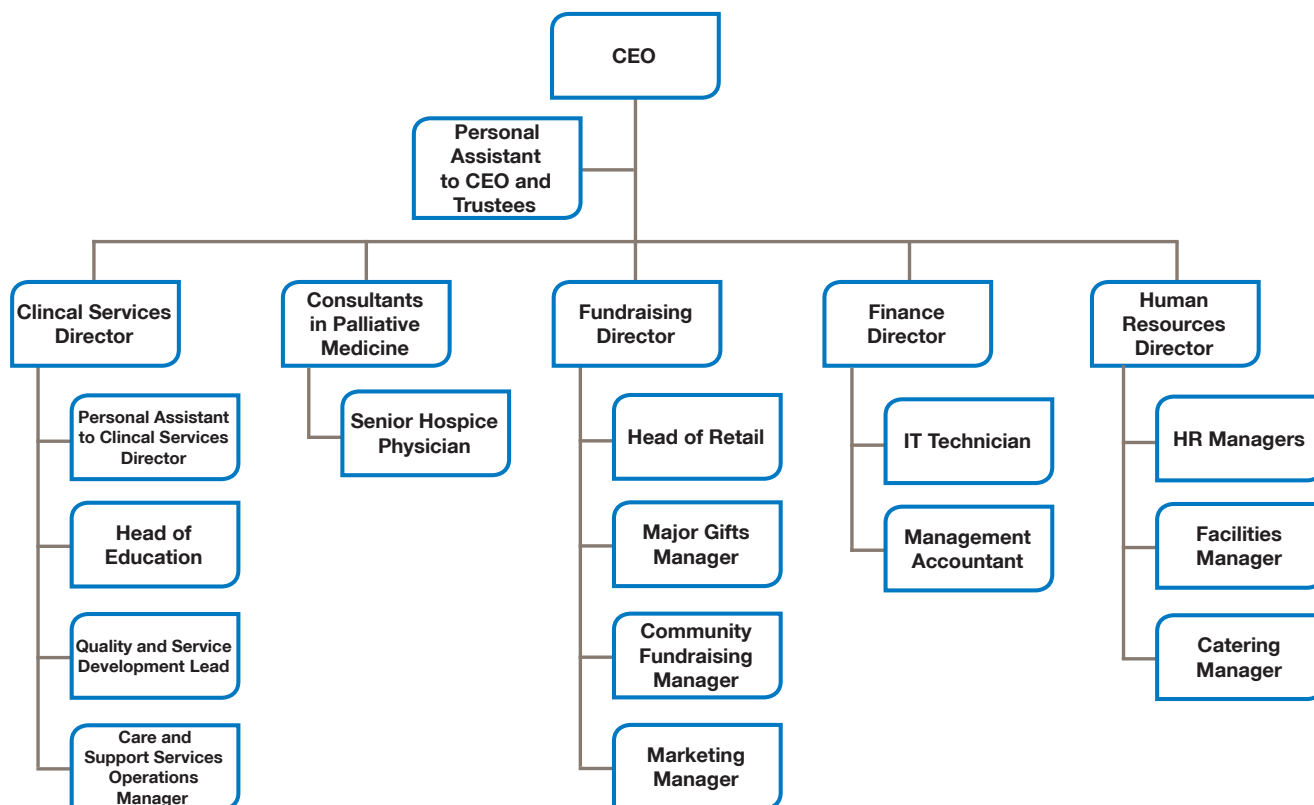 CEO
Personal
Assistant
to CEO and
Trustees
Clincal Services
Director
Consultants
in Palliative
Medicine
Fundraising
Director
Finance
Director
Human
Resources
Director
Personal Assistant
to Clincal Services
Director
Head of
Education
Quality and Service
Development Lead
Care and
Support Services
Operations
Manager
Senior Hospice
Physician
Head of Retail
Major Gifts
Manager
Community
Fundraising
Manager
Marketing
Manager
IT Technician
Management
Accountant
HR Managers
Facilities
Manager
Catering
Manager